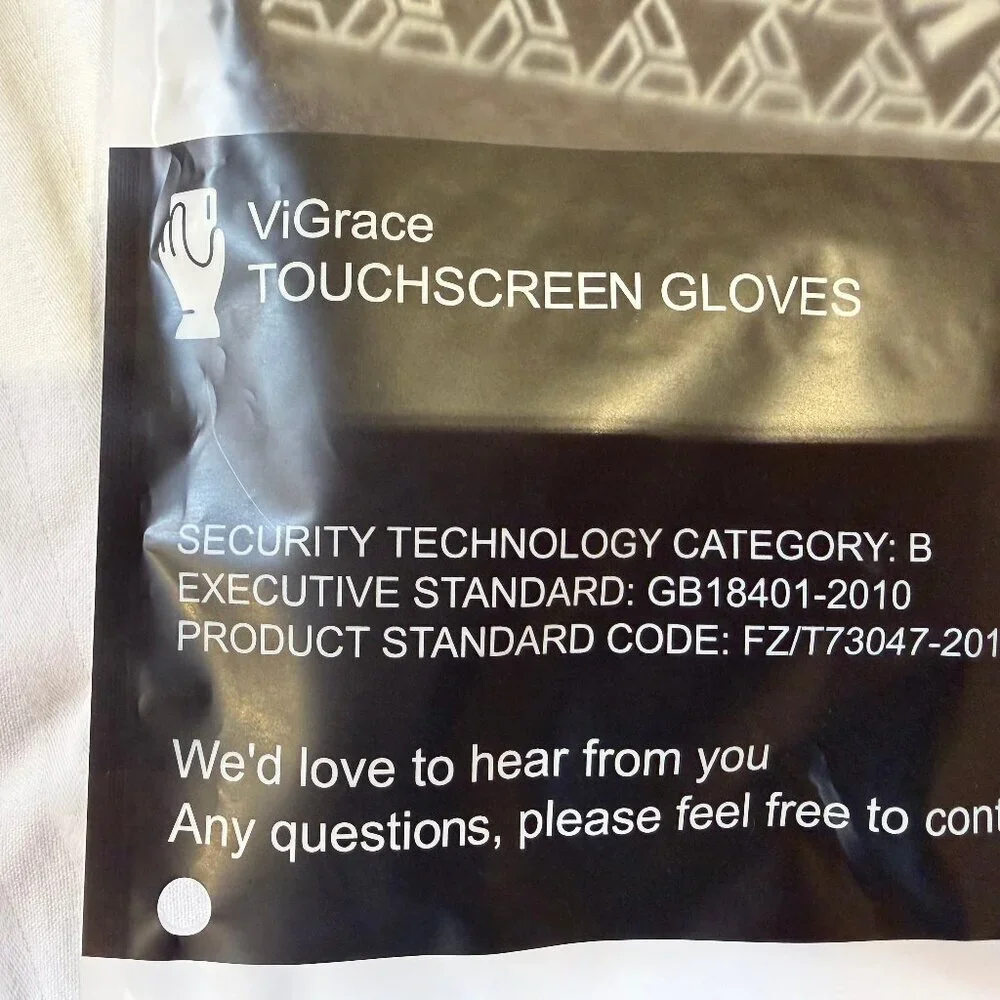 ViGrace
TOUCHSCREEN GLOVES
SECURITY TECHNOLOGY CATEGORY: B
EXECUTIVE STANDARD: GB18401-2010
PRODUCT STANDARD CODE: FZ/T73047-201
We'd love to hear from you
Any questions, please feel free to cont